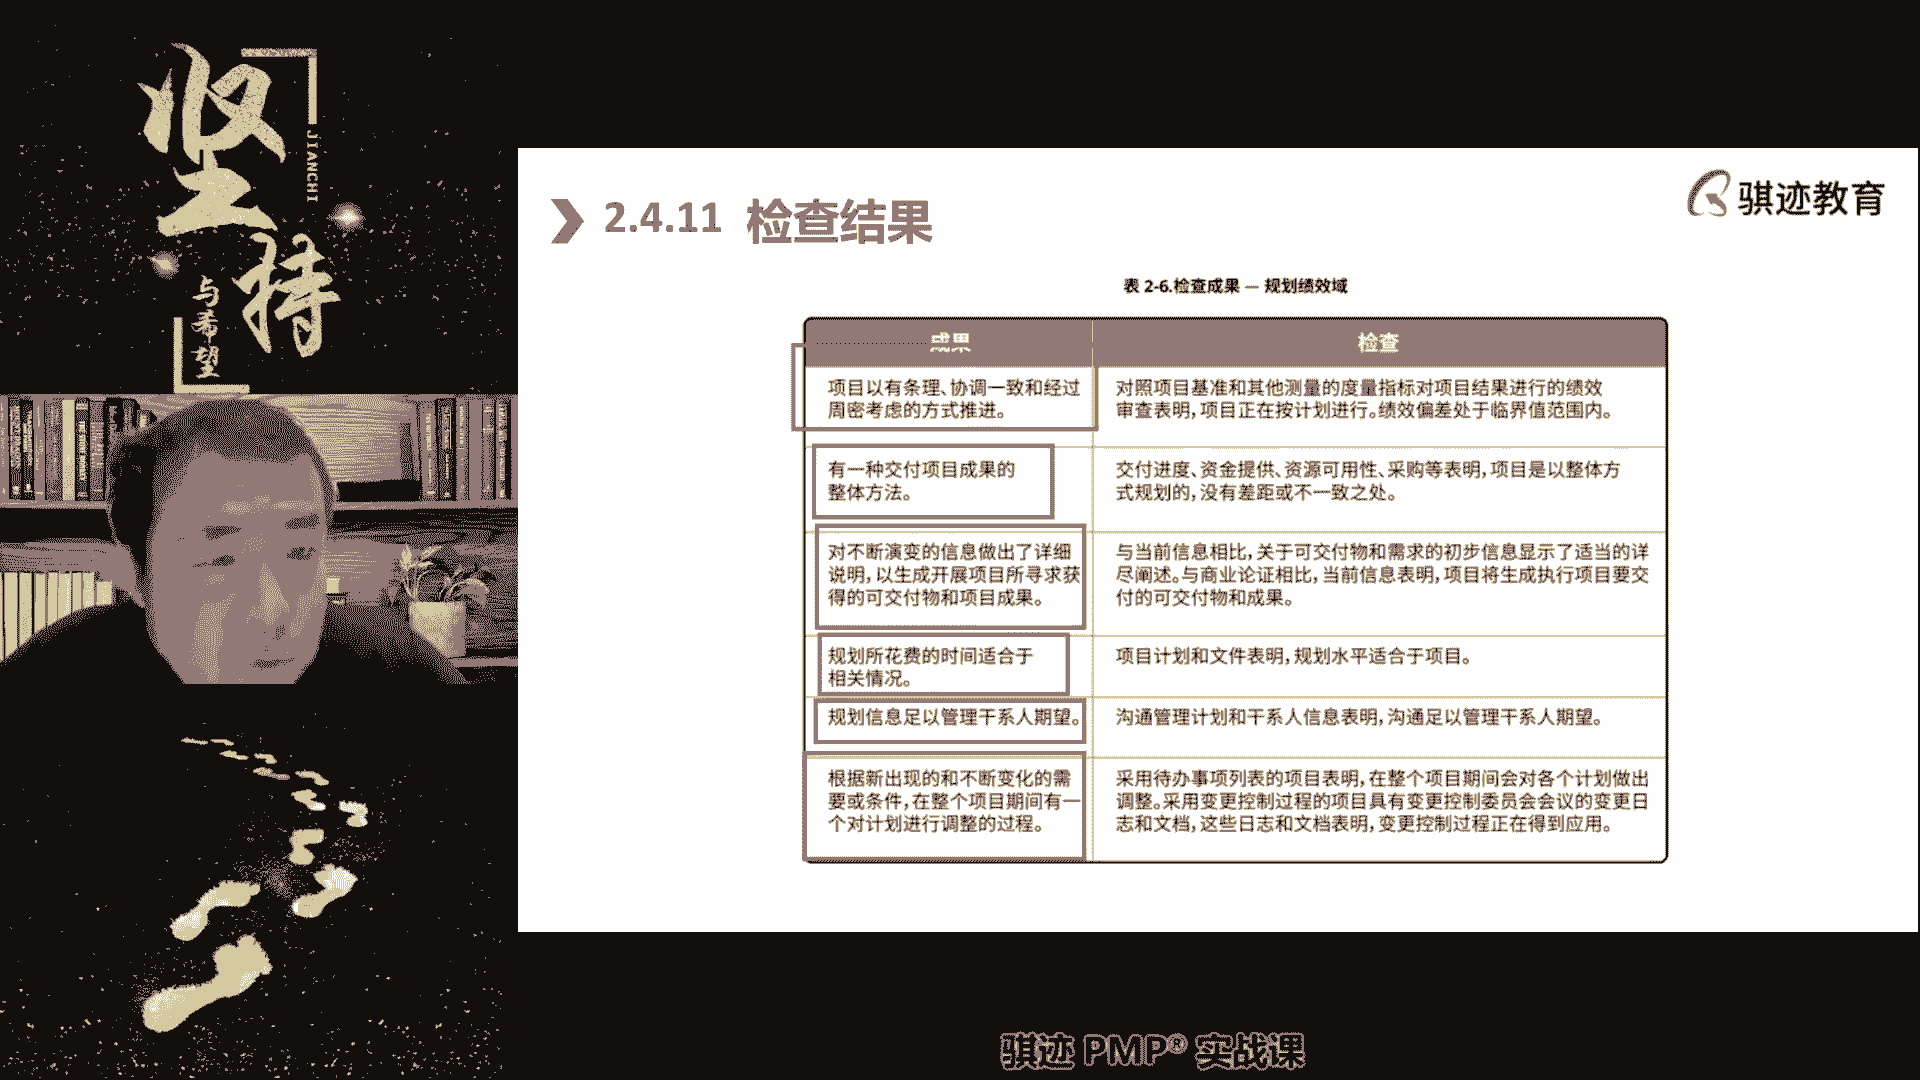 坚持
JIANCHI
与希望
骐迹教育
2.4.11 检查结果
表 2-6.检查成果 — 规划绩效域
成果
检查
项目以有条理、协调一致和经过
周密考虑的方式推进。
对照项目基准和其他测量的度量指标对项目结果进行的绩效
审查表明，项目正在按计划进行。绩效偏差处于临界值范围内。
有一种交付项目成果的
整体方法。
交付进度、资金提供、资源可用性、采购等表明，项目是以整体方
式规划的，没有差距或不一致之处。
对不断演变的信息做出了详细
说明，以生成开展项目所寻求获
得的可交付物和项目成果。
与当前信息相比，关于可交付物和需求的初步信息显示了适当的详
尽阐述。与商业论证相比，当前信息表明，项目将生成执行项目要交
付的可交付物和成果。
规划所花费的时间适合于
相关情况。
项目计划和文件表明，规划水平适合于项目。
规划信息足以管理干系人期望。
沟通管理计划和干系人信息表明，沟通足以管理干系人期望。
根据新出现的和不断变化的需
要或条件，在整个项目期间有一
个对计划进行调整的过程。
采用待办事项列表的项目表明，在整个项目期间会对各个计划做出
调整。采用变更控制过程的项目具有变更控制委员会会议的变更日
志和文档，这些日志和文档表明，变更控制过程正在得到应用。
骐迹 PMP® 实战课